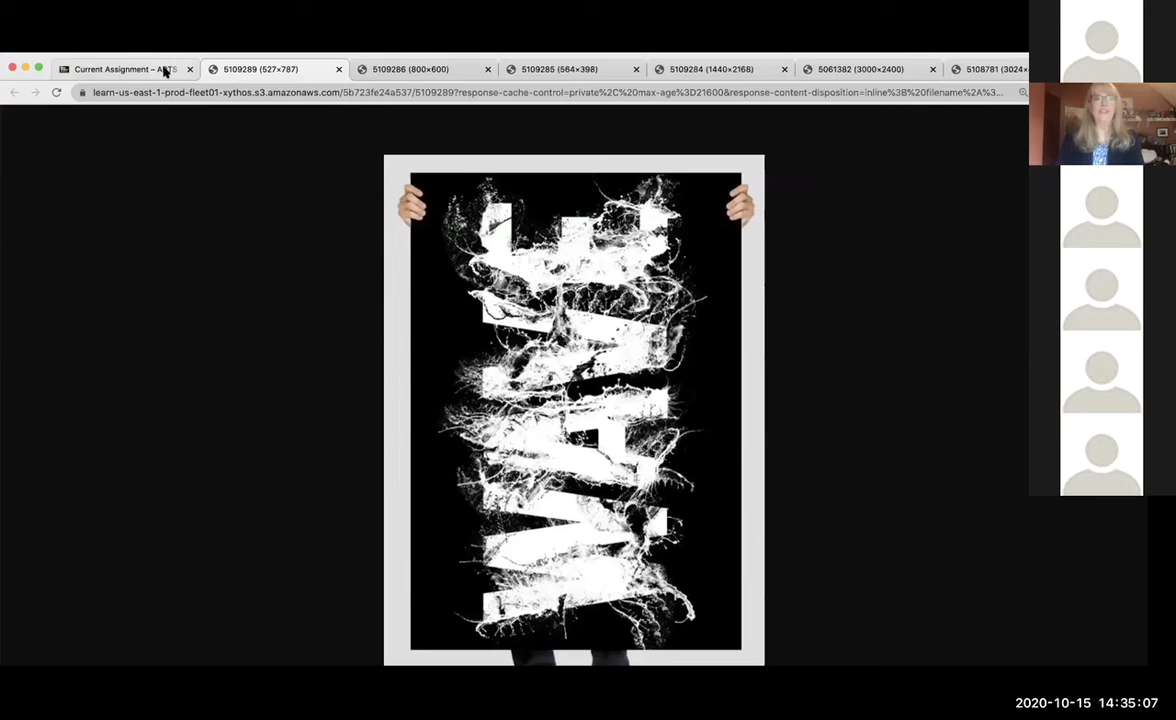 Current Assignment – ARTS
5109289 (527×787)
5109286 (800×600)
5109285 (564×398)
5109284 (1440×2168)
5061382 (3000×2400)
5108781 (3024×
learn-us-east-1-prod-fleet01-xythos.s3.amazonaws.com/5b723fe24a537/5109289?response-cache-control=private%2C%20max-age%3D21600&response-content-disposition=inline%3B%20filename%2A%3...
WAVE
2020-10-15 14:35:07